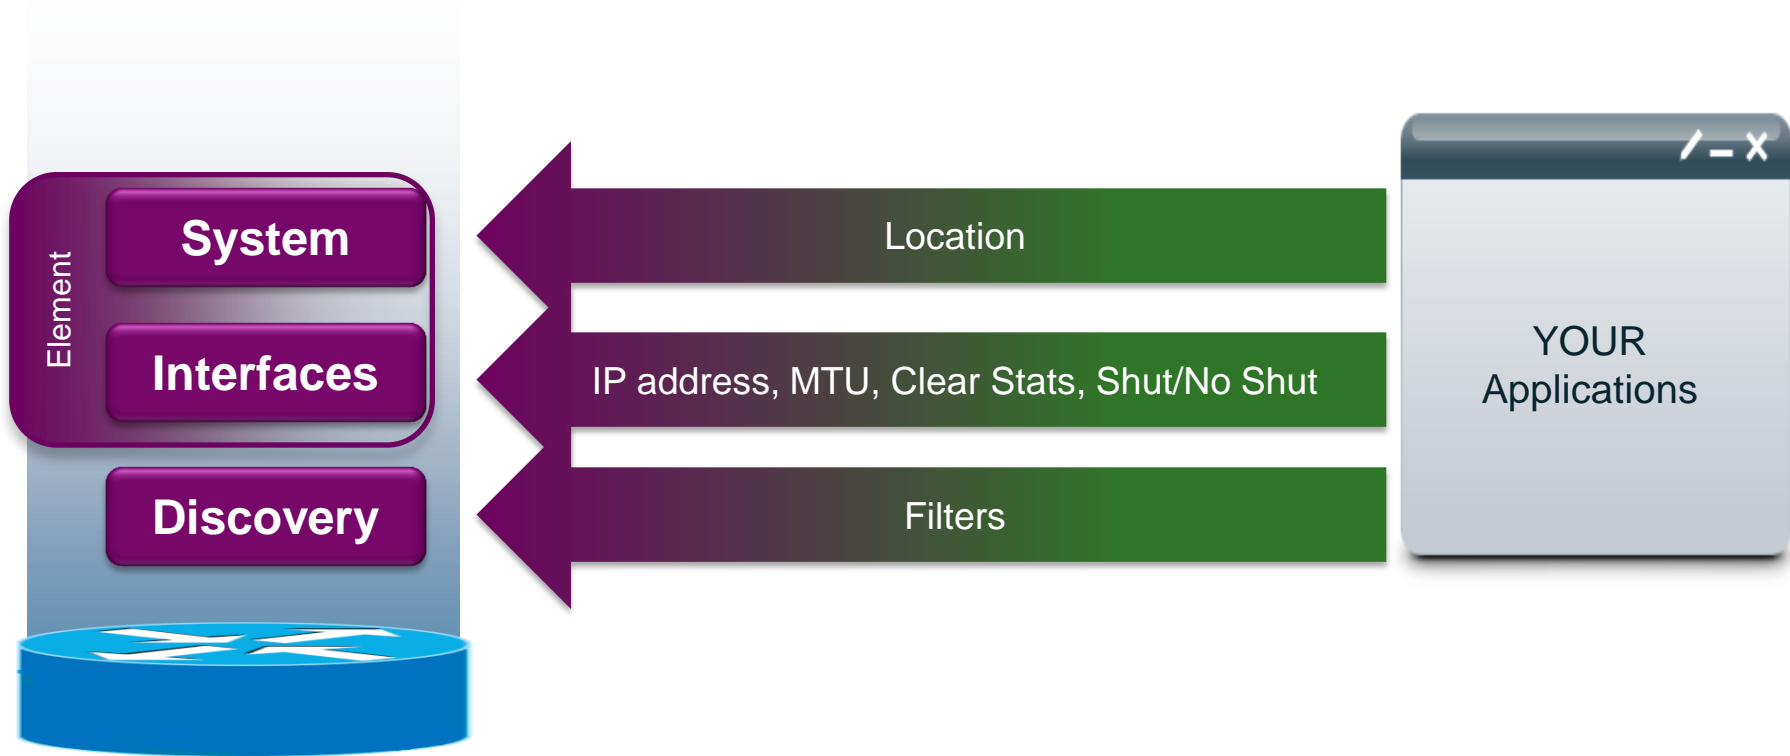 Element
System
Location
Interfaces
IP address, MTU, Clear Stats, Shut/No Shut
YOUR
Applications
Discovery
Filters